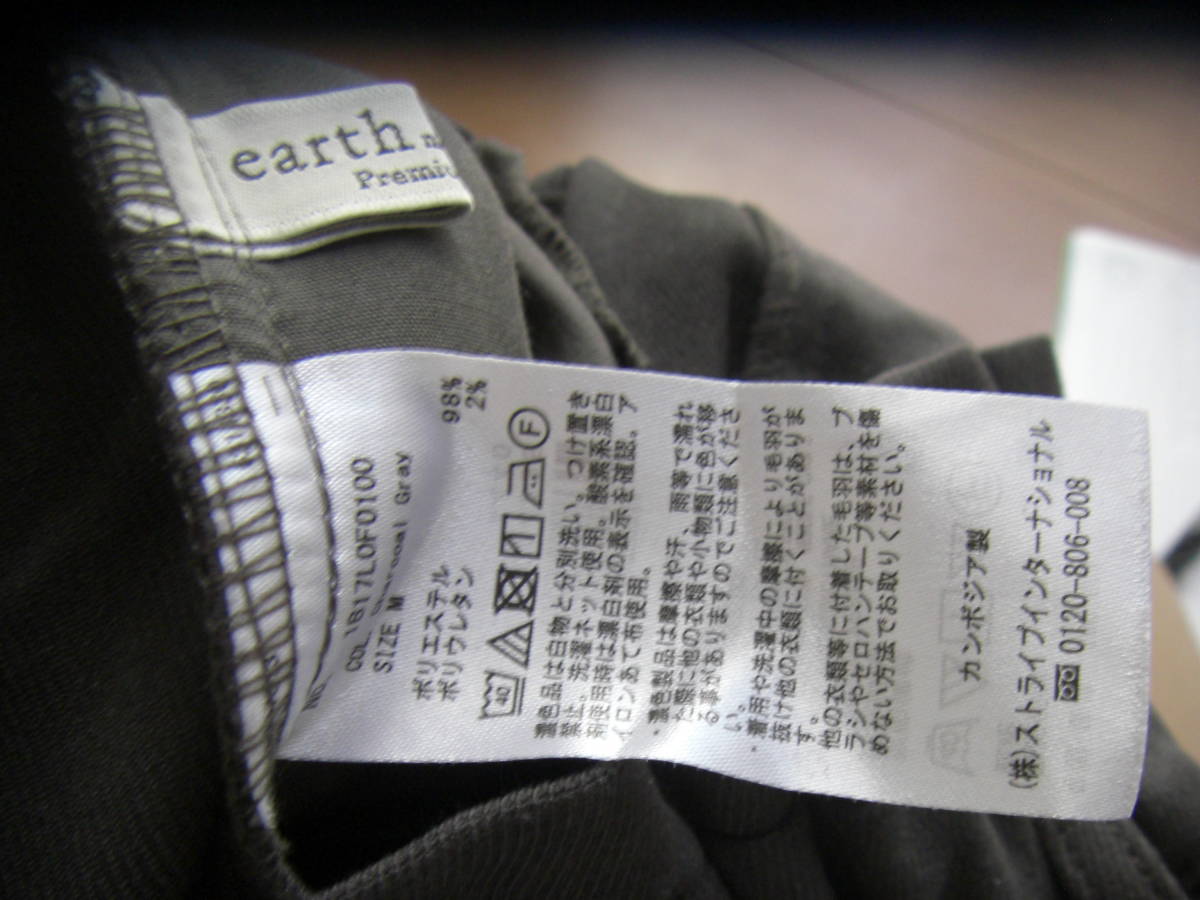 earth
Premiu
NO.
COL. 1817L0F0100
SIZE M Charcoal Gray
ポリエステル 98%
ポリウレタン 2%
40
F
濃色品は白物と分別洗い。つけ置き
禁止。洗濯ネット使用。酸素系漂白
剤使用時は漂白剤の表示を確認。ア
イロンあて布使用。
・濃色製品は摩擦や汗、雨等で濡れ
た際に他の衣類や小物類に色が移
る事がありますのでご注意くださ
い。
・着用や洗濯中の摩擦により毛羽が
抜け他の衣類に付くことがありま
す。
他の衣類等に付着した毛羽は、ブ
ラシやセロハンテープ等素材を傷
めない方法でお取りください。
カンボジア製
(株)ストライプインターナショナル
0120-806-008